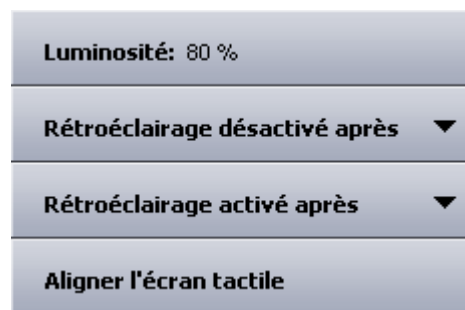 Luminosité: 80 %
Rétroéclairage désactivé après
Rétroéclairage activé après
Aligner l'écran tactile